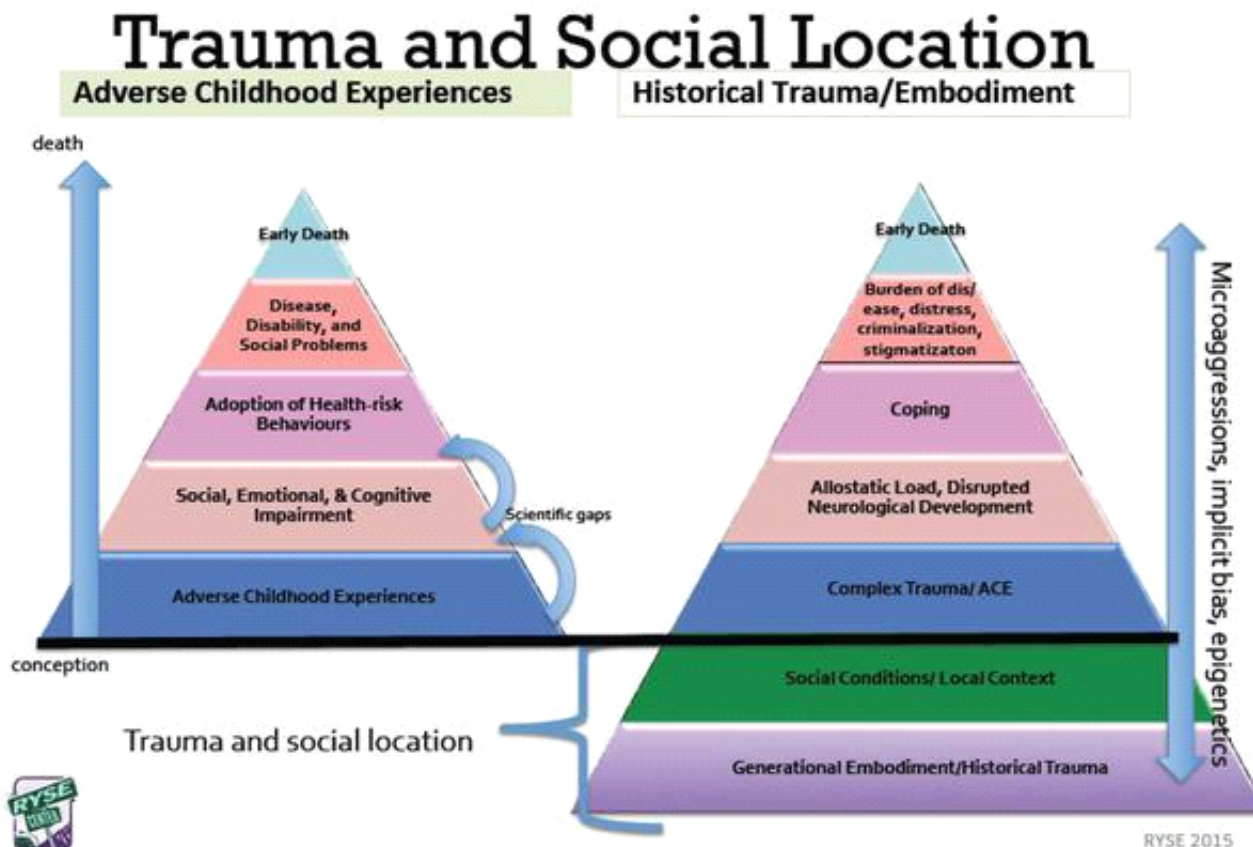 Trauma and Social Location
Adverse Childhood Experiences
Historical Trauma/Embodiment
death
Early Death
Disease,
Disability, and
Social Problems
Adoption of Health-risk
Behaviours
Social, Emotional, & Cognitive
Impairment
Scientific gaps
Adverse Childhood Experiences
conception
Early Death
Burden of dis/
ease, distress,
criminalization,
stigmatizaton
Coping
Allostatic Load, Disrupted
Neurological Development
Complex Trauma/ ACE
Social Conditions/ Local Context
Generational Embodiment/Historical Trauma
Microaggressions, implicit bias, epigenetics
Trauma and social location
RYSE
CENTER
RYSE 2015